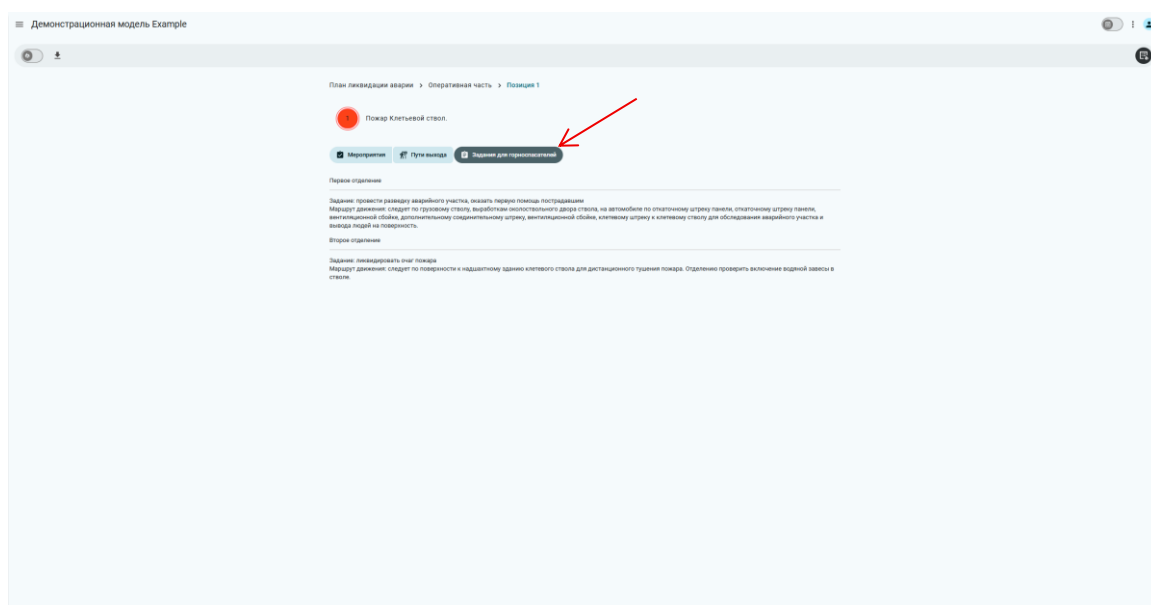 Демонстрационная модель Example
План ликвидации аварии > Оперативная часть > Позиция 1
1 Пожар Клетьевой ствол.
Мероприятия Пути выхода Задания для горноспасателей
Первое отделение
Задание: провести разведку аварийного участка, оказать первую помощь пострадавшим
Маршрут движения: следует по грузовому стволу, выработкам околоствольного двора ствола, на автомобиле по откаточному штреку панели, откаточному штреку панели,
вентиляционной сбойке, дополнительному соединительному штреку, вентиляционной сбойке, клетевому штреку к клетевому стволу для обследования аварийного участка и
вывода людей на поверхность.
Второе отделение
Задание: ликвидировать очаг пожара
Маршрут движения: следует по поверхности к надшахтному зданию клетевого ствола для дистанционного тушения пожара. Отделению проверить включение водяной завесы в
стволе.